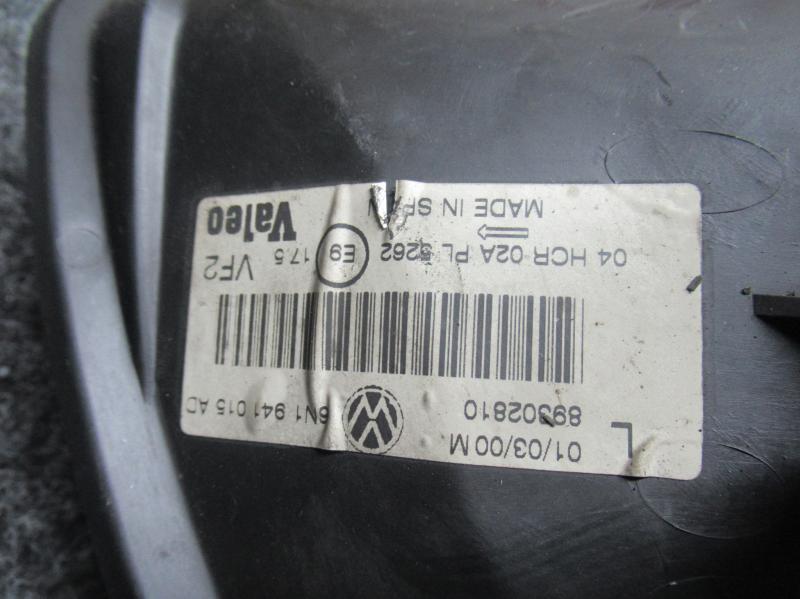 01/03/00 M L
89302810 6N1 941 015 AD
04 HCR 02A PL 5262 E9 17.5 VF2
MADE IN SPAIN Valeo